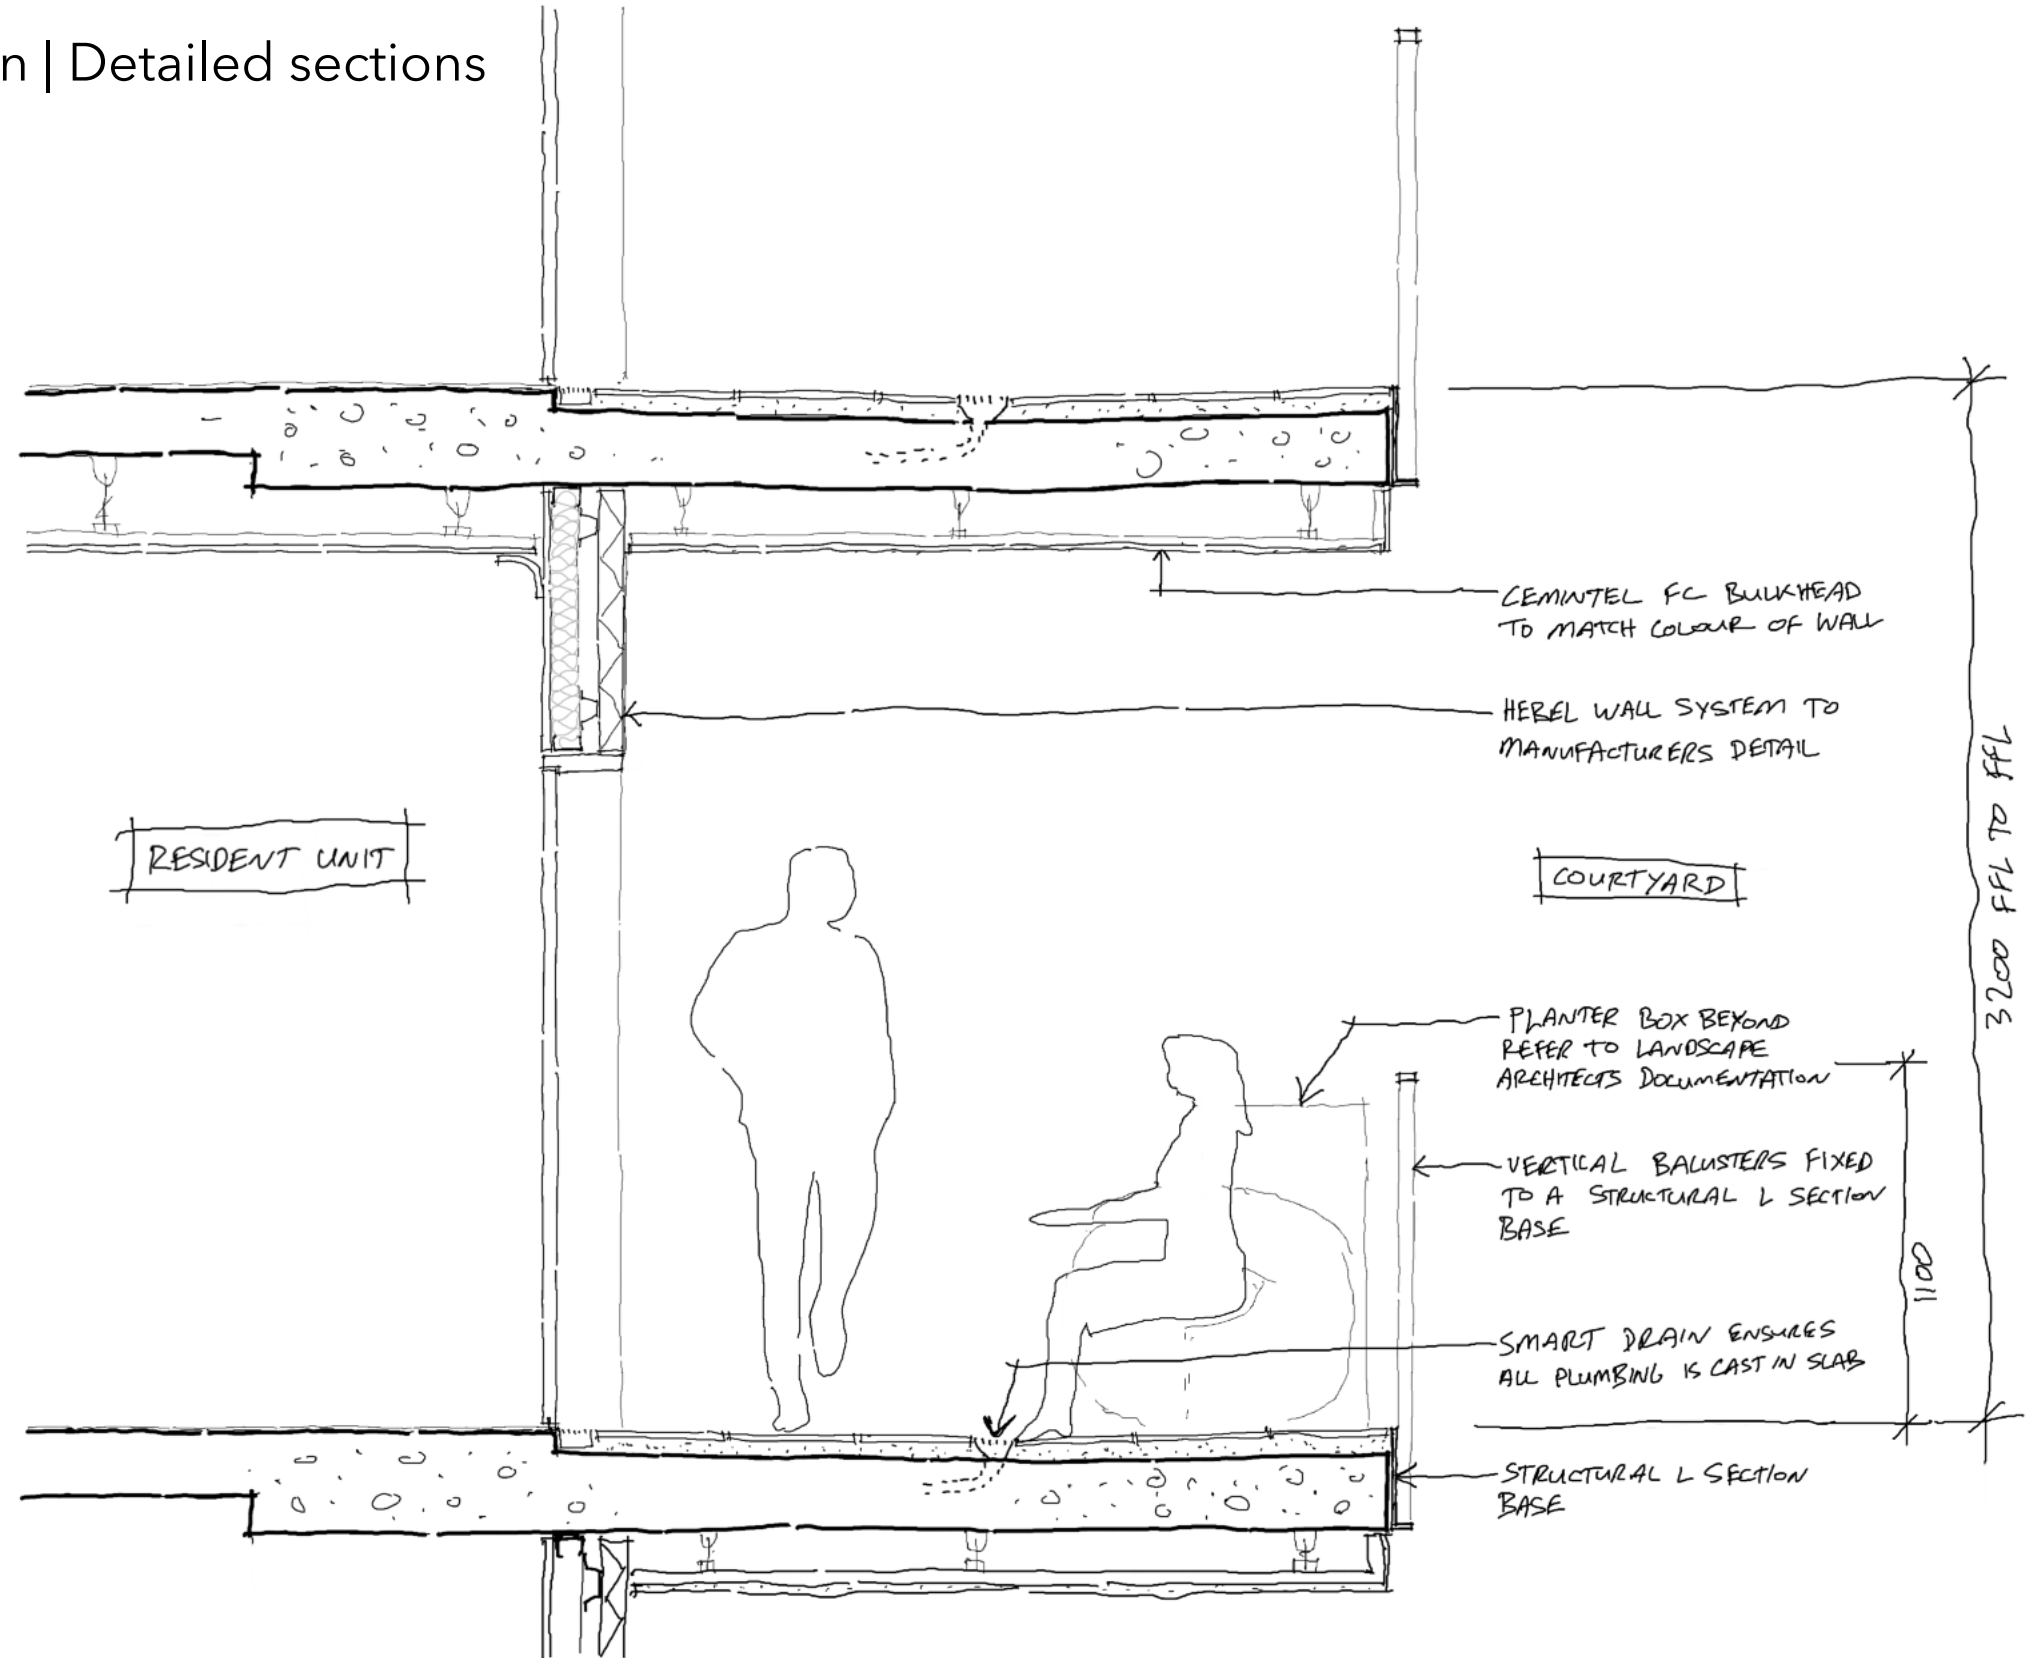 n | Detailed sections
CEMINTEL FC BULKHEAD
TO MATCH COLOUR OF WALL
HEBEL WALL SYSTEM TO
MANUFACTURERS DETAIL
RESIDENT UNIT
COURTYARD
3200 FFL TO FFL
PLANTER BOX BEYOND
REFER TO LANDSCAPE
ARCHITECTS DOCUMENTATION
VERTICAL BALUSTERS FIXED
TO A STRUCTURAL L SECTION
BASE
1100
SMART DRAIN ENSURES
ALL PLUMBING IS CAST IN SLAB
STRUCTURAL L SECTION
BASE